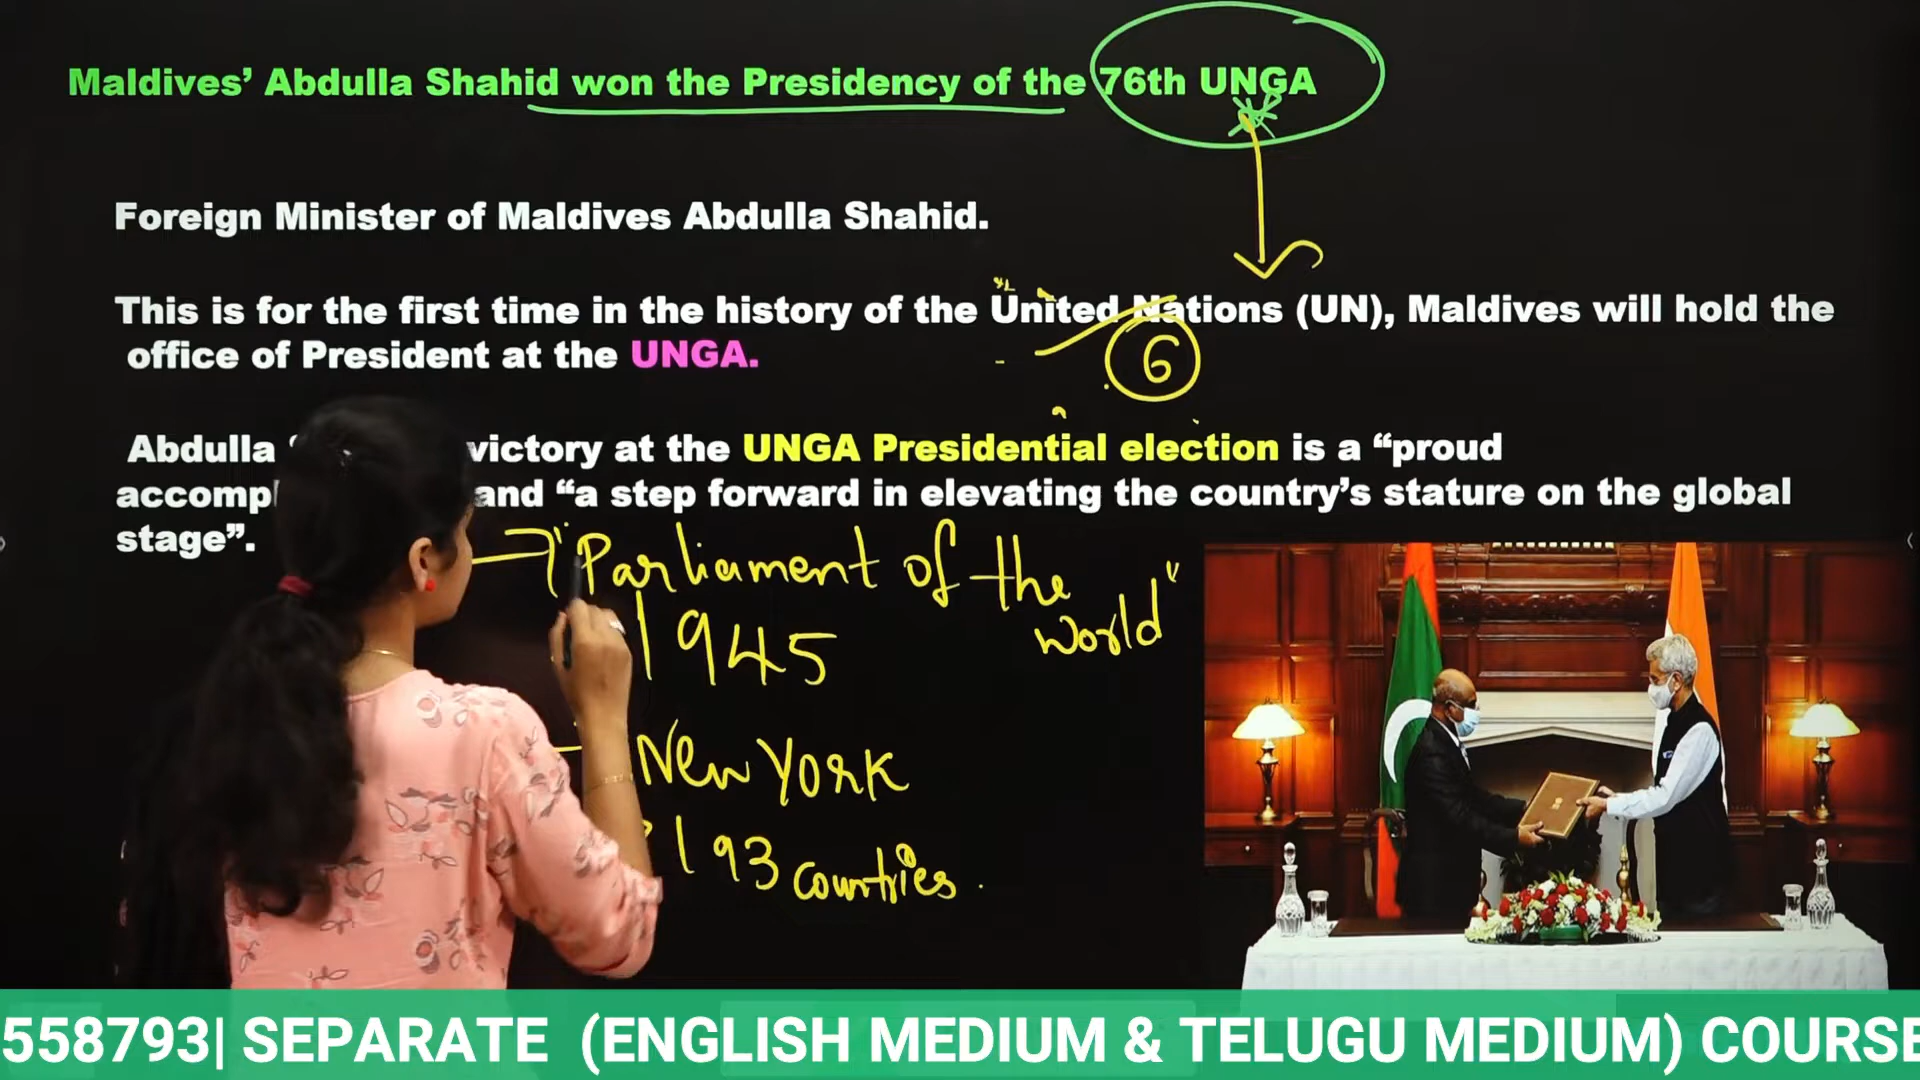 Maldives’ Abdulla Shahid won the Presidency of the 76th UNGA
Foreign Minister of Maldives Abdulla Shahid.
This is for the first time in the history of the United Nations (UN), Maldives will hold the
office of President at the UNGA.
6
Abdulla victory at the UNGA Presidential election is a “proud
and “a step forward in elevating the country’s stature on the global
stage”.
"Parliament of the
world"
1945
New York
193 countries.
558793| SEPARATE (ENGLISH MEDIUM & TELUGU MEDIUM) COURSE